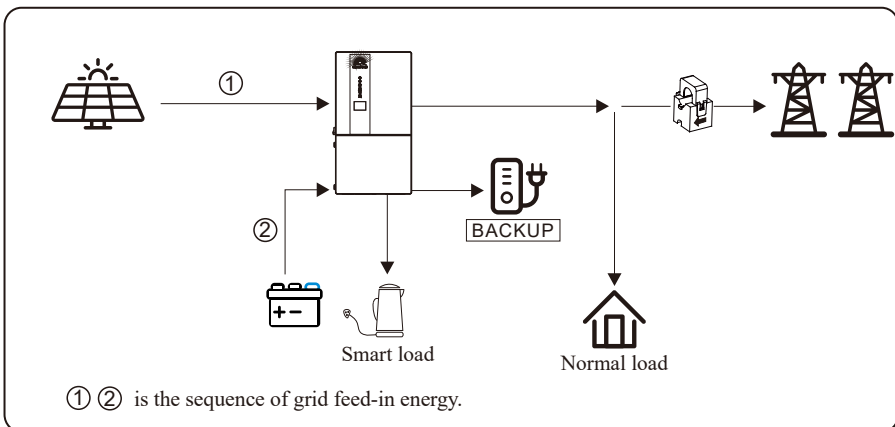 ①
②
BACKUP
Smart load
Normal load
① ② is the sequence of grid feed-in energy.